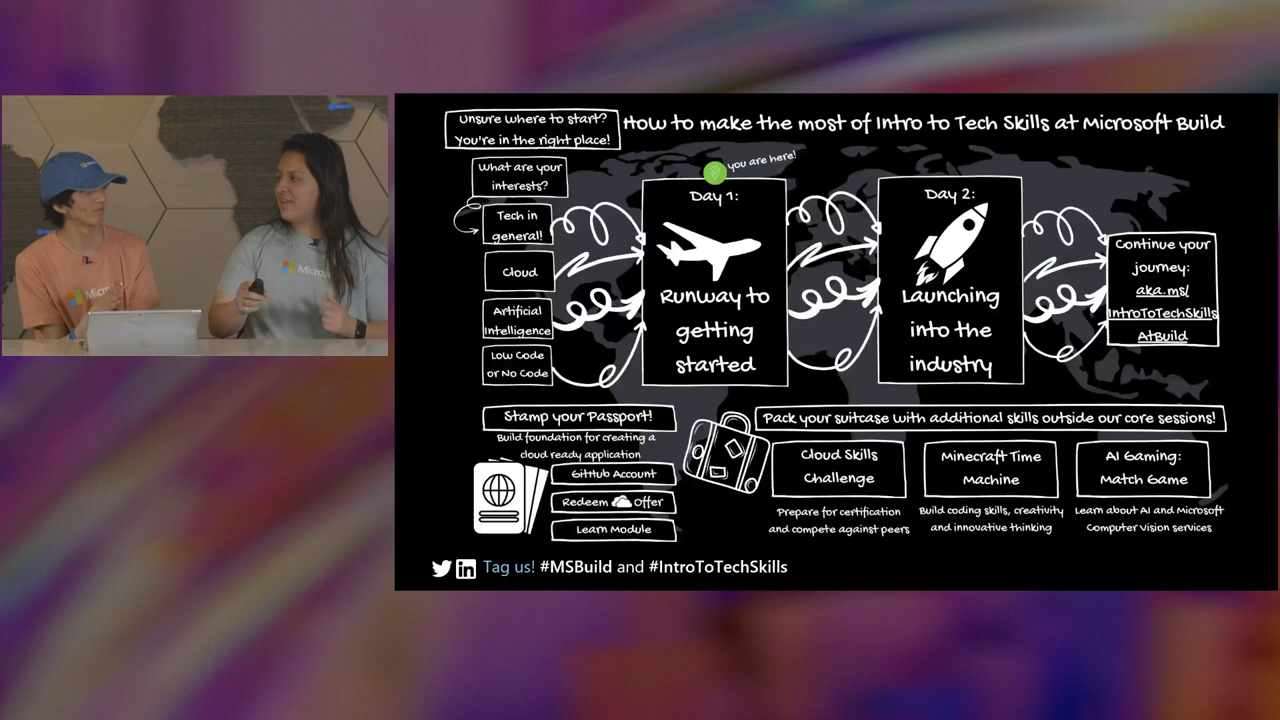 Unsure where to start?
You're in the right place!
How to make the most of Intro to Tech Skills at Microsoft Build
What are your
interests?
Tech in
general!
Cloud
Artificial
Intelligence
Low Code
or No Code
you are here!
Day 1:
Runway to
getting
started
Day 2:
Launching
into the
industry
Continue your
journey:
aka.ms/
IntroToTechSkills
AtBuild
Stamp your Passport!
Build foundation for creating a
cloud ready application
GitHub Account
Redeem Offer
Learn Module
Pack your suitcase with additional skills outside our core sessions!
Cloud Skills
Challenge
Prepare for certification
and compete against peers
Minecraft Time
Machine
Build coding skills, creativity
and innovative thinking
AI Gaming:
Match Game
Learn about AI and Microsoft
Computer Vision services
Tag us! #MSBuild and #IntroToTechSkills